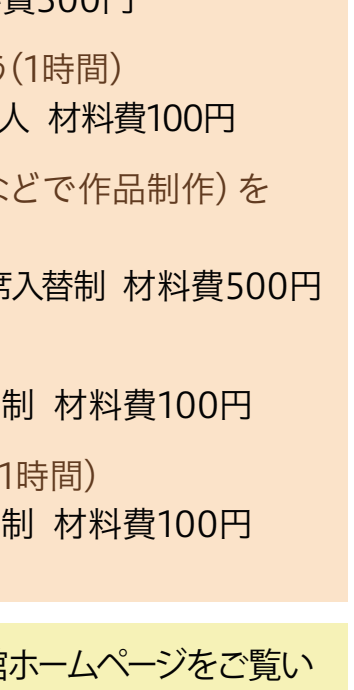 費500円
(1時間)
人 材料費100円
などで作品制作)を
席入替制 材料費500円
制 材料費100円
1時間)
制 材料費100円
館ホームページをご覧い